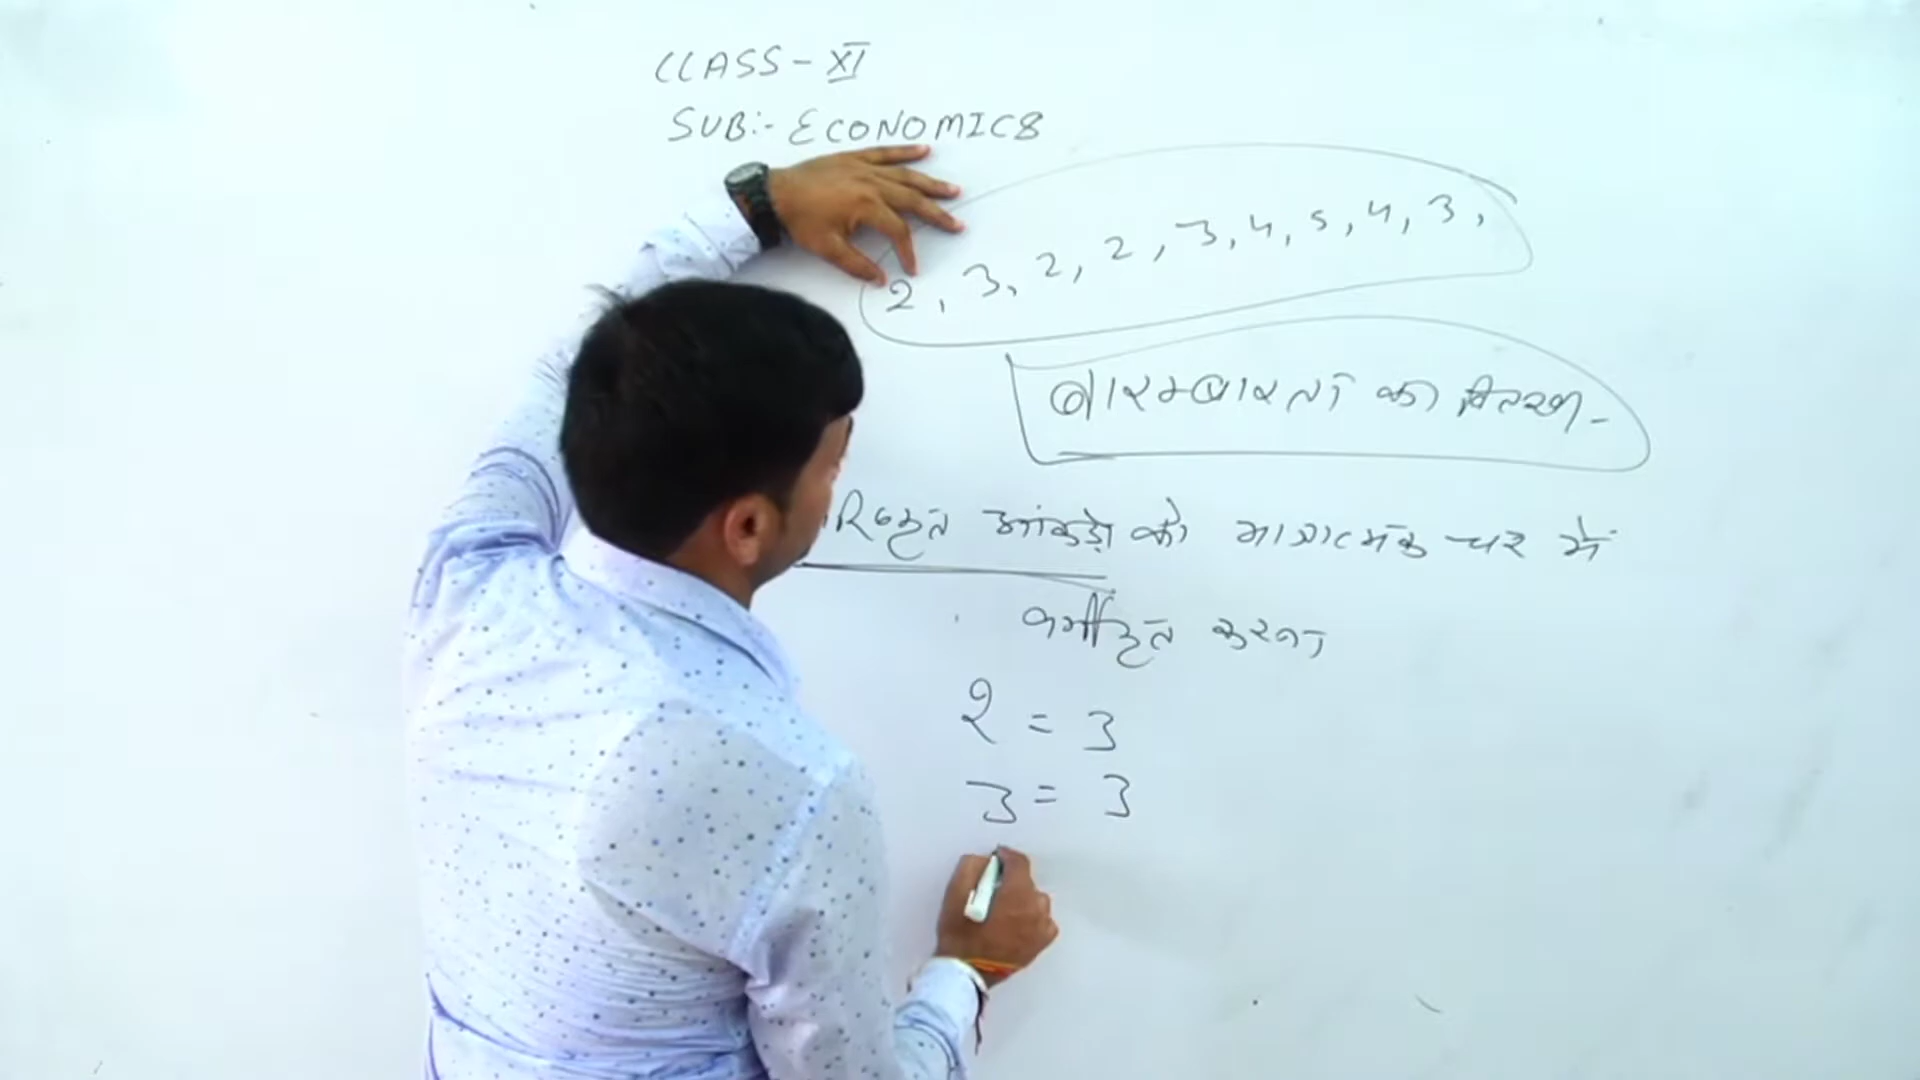 CLASS - XI
SUB:- ECONOMICS
2, 3, 2, 2, 3, 4, 5, 4, 3,
बारम्बारता का वितरण -
आंकड़ो को मात्रात्मक चर में
वर्गीकृत करना
2 = 3
3 = 3